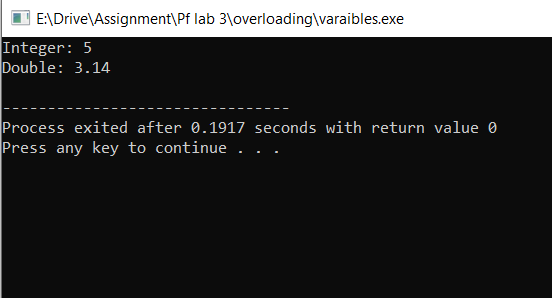 E:\Drive\Assignment\Pf lab 3\overloading\varaibles.exe
Integer: 5
Double: 3.14
--------------------------------
Process exited after 0.1917 seconds with return value 0
Press any key to continue . . .